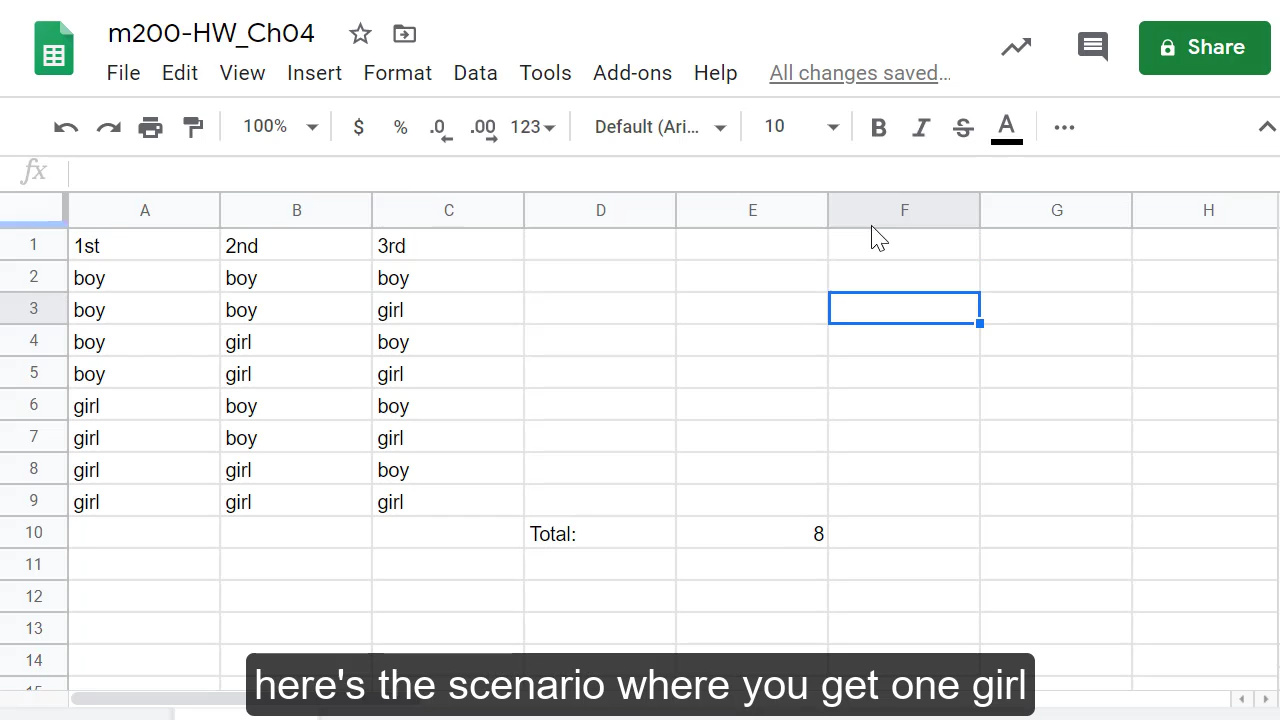 m200-HW_Ch04
Share
File Edit View Insert Format Data Tools Add-ons Help All changes saved…
100% $ % .0 .00 123 Default (Ari... 10 B I S A
fx
A B C D E F G H
1 1st 2nd 3rd
2 boy boy boy
3 boy boy girl
4 boy girl boy
5 boy girl girl
6 girl boy boy
7 girl boy girl
8 girl girl boy
9 girl girl girl
10 Total: 8
11
12
13
14
here's the scenario where you get one girl